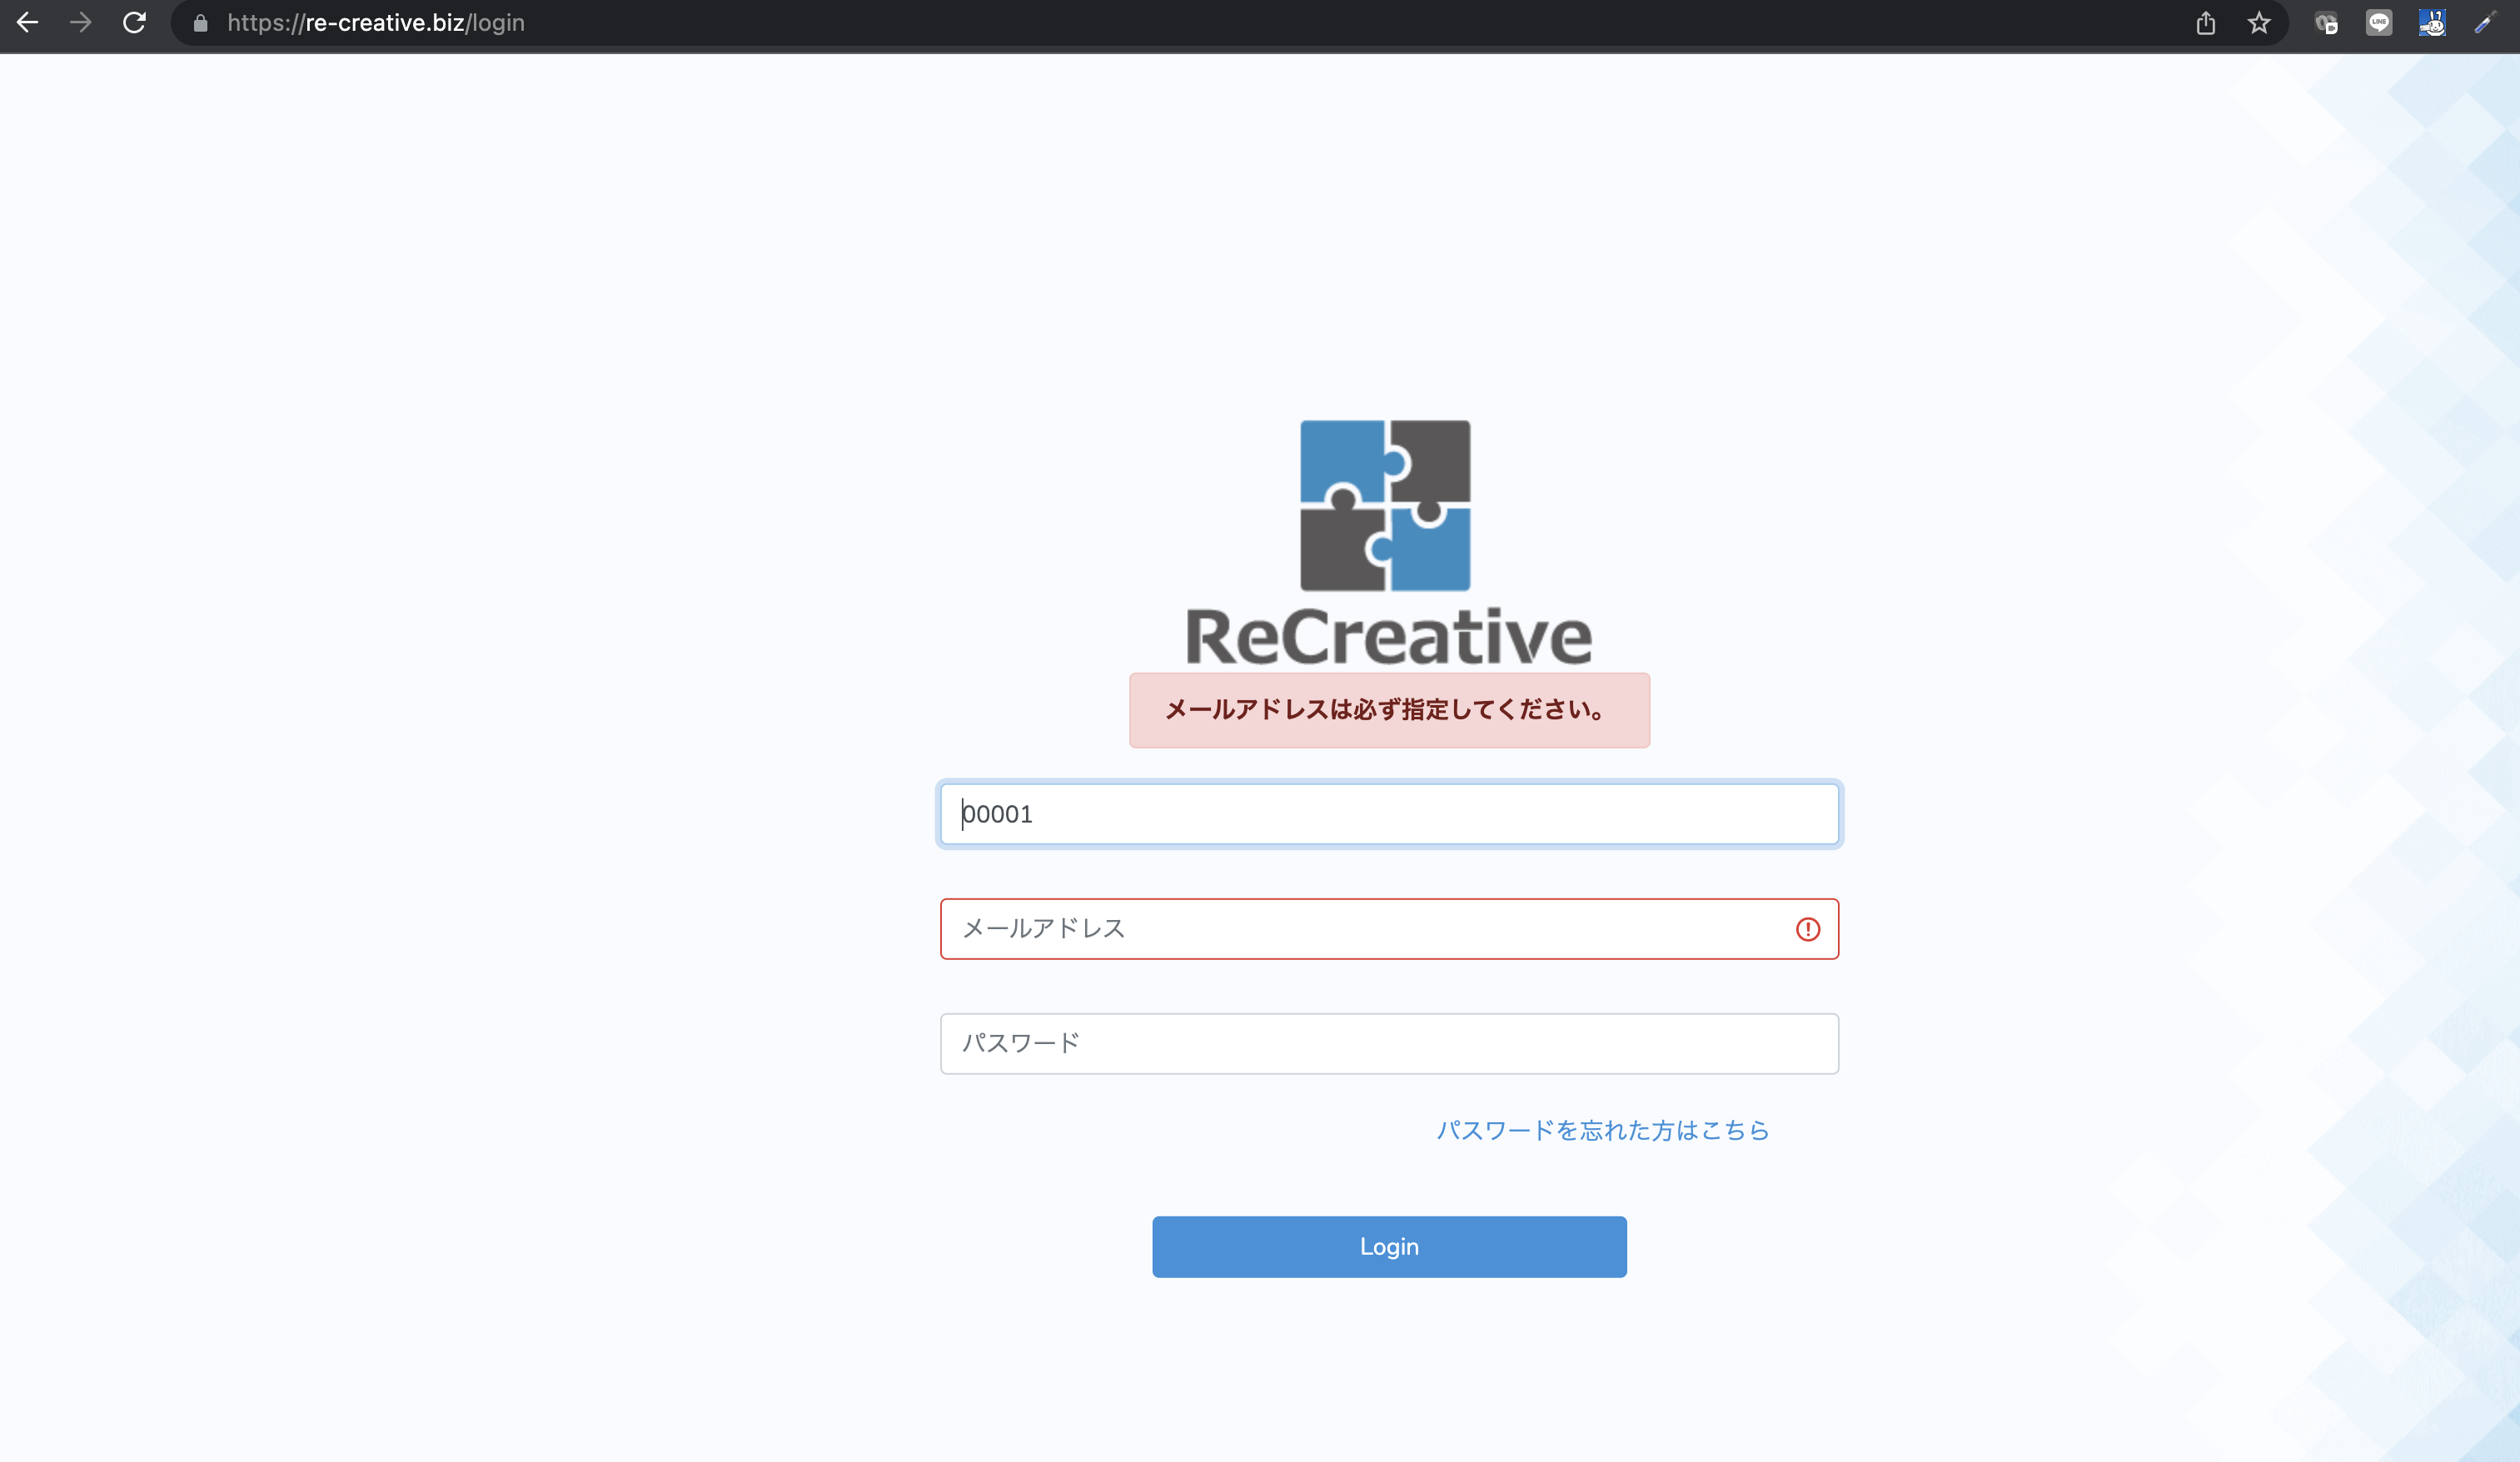 https://re-creative.biz/login
LINE
ReCreative
メールアドレスは必ず指定してください。
00001
メールアドレス
パスワード
パスワードを忘れた方はこちら
Login